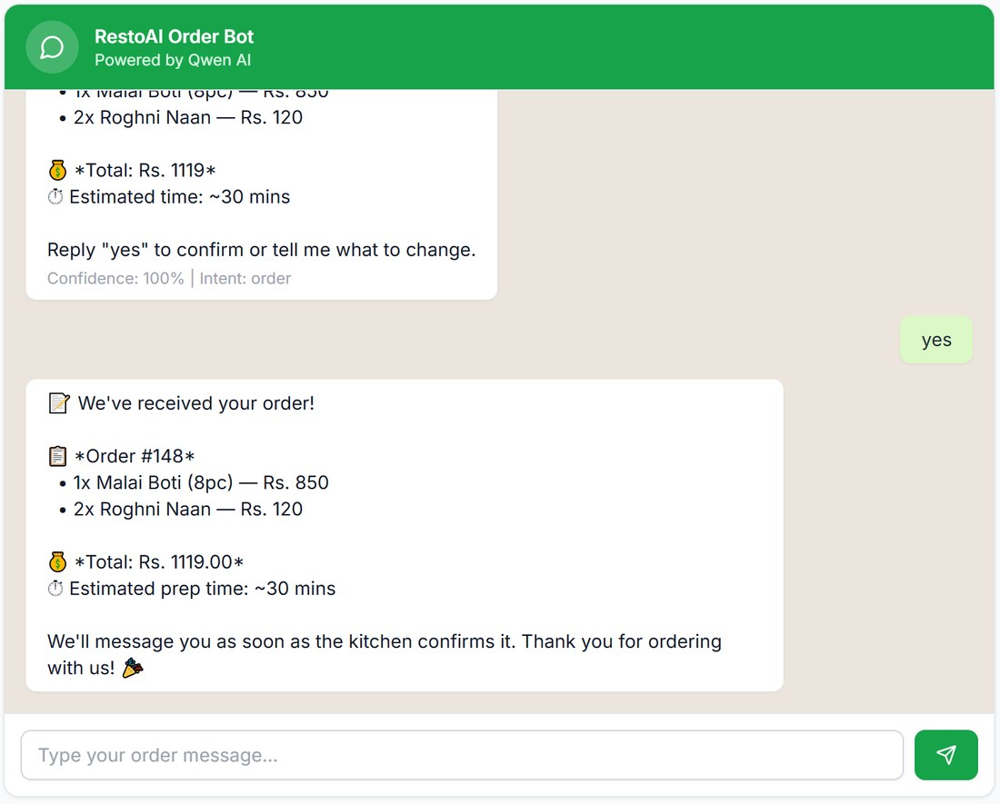 RestoAI Order Bot
Powered by Qwen AI
• 1x Malai Boti (8pc) — Rs. 850
• 2x Roghni Naan — Rs. 120
💰 *Total: Rs. 1119*
⏱ Estimated time: ~30 mins
Reply "yes" to confirm or tell me what to change.
Confidence: 100% | Intent: order
yes
📝 We've received your order!
📋 *Order #148*
• 1x Malai Boti (8pc) — Rs. 850
• 2x Roghni Naan — Rs. 120
💰 *Total: Rs. 1119.00*
⏱ Estimated prep time: ~30 mins
We'll message you as soon as the kitchen confirms it. Thank you for ordering
with us! 🎉
Type your order message...